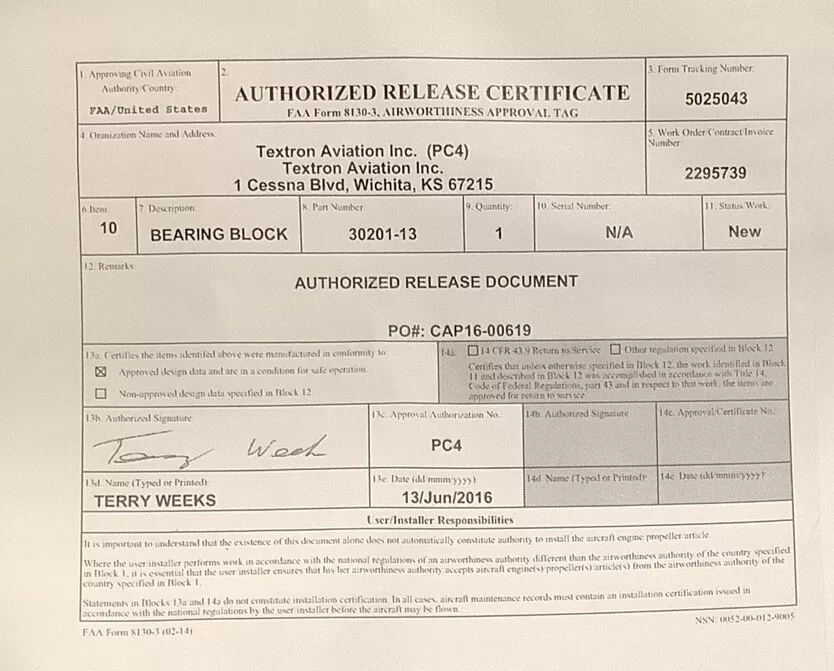 1. Approving Civil Aviation
Authority/Country:
FAA/United States
2.
AUTHORIZED RELEASE CERTIFICATE
FAA Form 8130-3, AIRWORTHINESS APPROVAL TAG
3. Form Tracking Number:
5025043
4. Oranization Name and Address:
Textron Aviation Inc. (PC4)
Textron Aviation Inc.
1 Cessna Blvd, Wichita, KS 67215
5. Work Order/Contract/Invoice
Number:
2295739
6.Item:
10
7. Description:
BEARING BLOCK
8. Part Number:
30201-13
9. Quantity:
1
10. Serial Number:
N/A
11. Status/Work:
New
12. Remarks:
AUTHORIZED RELEASE DOCUMENT
PO#: CAP16-00619
13a. Certifies the items identifed above were manufactured in conformity to:
☒ Approved design data and are in a condition for safe operation.
☐ Non-approved design data specified in Block 12.
14a. ☐ 14 CFR 43.9 Return to Service ☐ Other regulation specified in Block 12
Certifies that unless otherwise specified in Block 12, the work identified in Block
11 and described in Block 12 was accomplished in accordance with Title 14,
Code of Federal Regulations, part 43 and in respect to that work, the items are
approved for return to service.
13b. Authorized Signature:
Terry Weeks
13c. Approval/Authorization No.:
PC4
14b. Authorized Signature
14c. Approval/Certificate No.:
13d. Name (Typed or Printed):
TERRY WEEKS
13e. Date (dd/mmm/yyyy):
13/Jun/2016
14d. Name (Typed or Printed):
14e. Date (dd/mmm/yyyy):
User/Installer Responsibilities
It is important to understand that the existence of this document alone does not automatically constitute authority to install the aircraft engine propeller article.
Where the user/installer performs work in accordance with the national regulations of an airworthiness authority different than the airworthiness authority of the country specified
in Block 1, it is essential that the user installer ensures that his/her airworthiness authority accepts aircraft engine(s) propeller(s) article(s) from the airworthiness authority of the
country specified in Block 1.
Statements in Blocks 13a and 14a do not constitute installation certification. In all cases, aircraft maintenance records must contain an installation certification issued in
accordance with the national regulations by the user/installer before the aircraft may be flown.
FAA Form 8130-3 (02-14)
NSN: 0052-00-012-9005